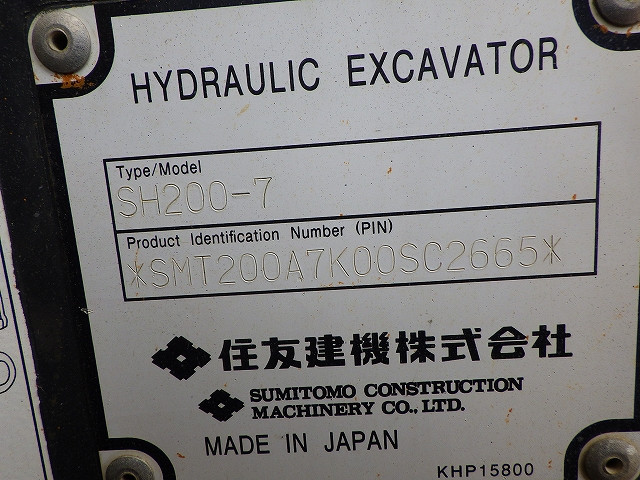 HYDRAULIC EXCAVATOR
Type/Model
SH200-7
Product Identification Number (PIN)
*SMT200A7K00SC2665*
住友建機株式会社
SUMITOMO CONSTRUCTION
MACHINERY CO., LTD.
MADE IN JAPAN
KHP15800